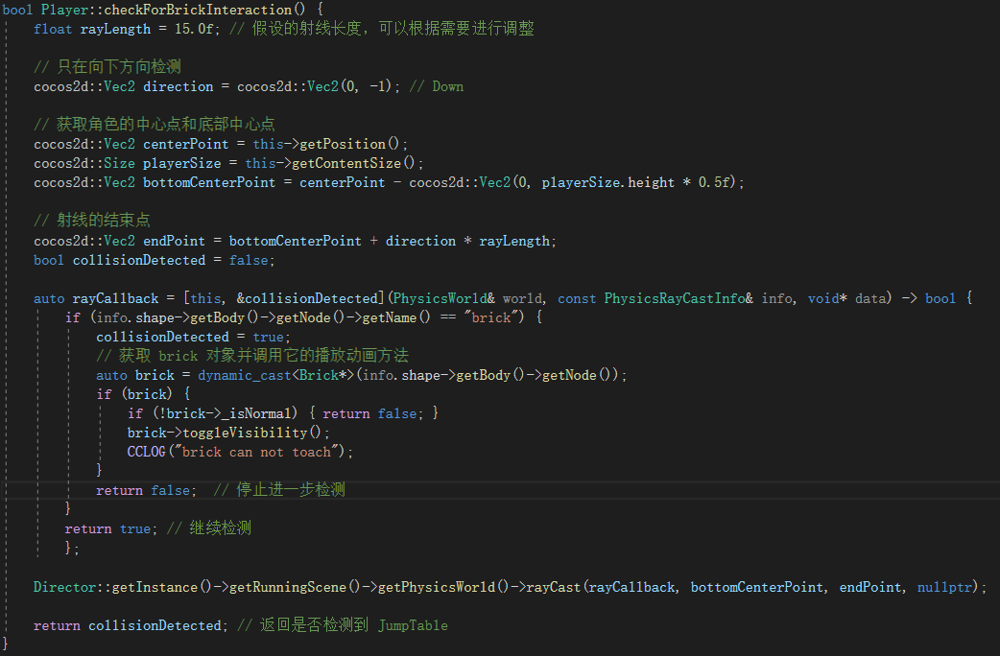 bool Player::checkForBrickInteraction() {
float rayLength = 15.0f; // 假设的射线长度，可以根据需要进行调整
// 只在向下方向检测
cocos2d::Vec2 direction = cocos2d::Vec2(0, -1); // Down
// 获取角色的中心点和底部中心点
cocos2d::Vec2 centerPoint = this->getPosition();
cocos2d::Size playerSize = this->getContentSize();
cocos2d::Vec2 bottomCenterPoint = centerPoint - cocos2d::Vec2(0, playerSize.height * 0.5f);
// 射线的结束点
cocos2d::Vec2 endPoint = bottomCenterPoint + direction * rayLength;
bool collisionDetected = false;
auto rayCallback = [this, &collisionDetected](PhysicsWorld& world, const PhysicsRayCastInfo& info, void* data) -> bool {
if (info.shape->getBody()->getNode()->getName() == "brick") {
collisionDetected = true;
// 获取 brick 对象并调用它的播放动画方法
auto brick = dynamic_cast<Brick*>(info.shape->getBody()->getNode());
if (brick) {
if (!brick->_isNormal) { return false; }
brick->toggleVisibility();
CCLOG("brick can not toach");
}
return false;  // 停止进一步检测
}
return true; // 继续检测
};
Director::getInstance()->getRunningScene()->getPhysicsWorld()->rayCast(rayCallback, bottomCenterPoint, endPoint, nullptr);
return collisionDetected; // 返回是否检测到 JumpTable
}